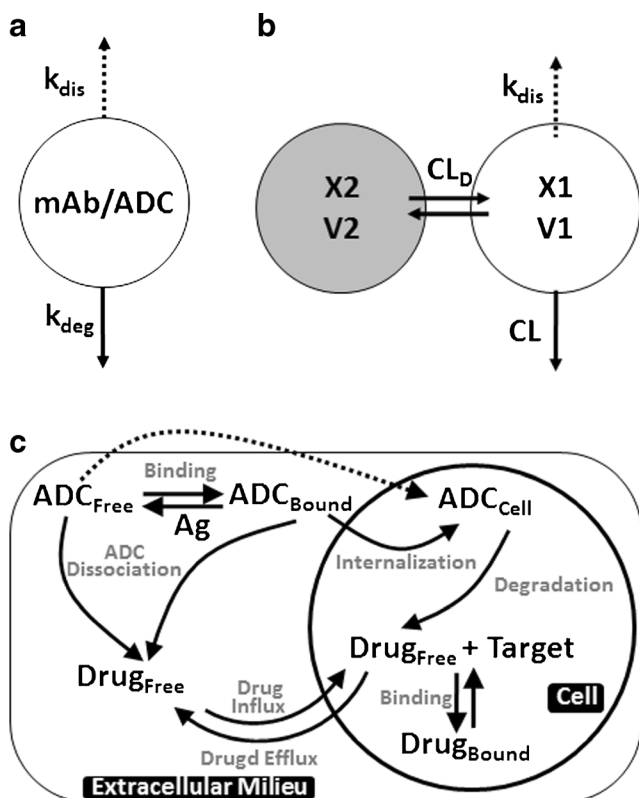 a
k_dis
mAb/ADC
k_deg
b
k_dis
X2
V2
CL_D
X1
V1
CL
c
Binding
ADC_Free
ADC_Bound
Ag
ADC_Cell
ADC
Dissociation
Internalization
Degradation
Drug_Free
Drug_Free + Target
Drug
Influx
Binding
Cell
Drugd Efflux
Drug_Bound
Extracellular Milieu